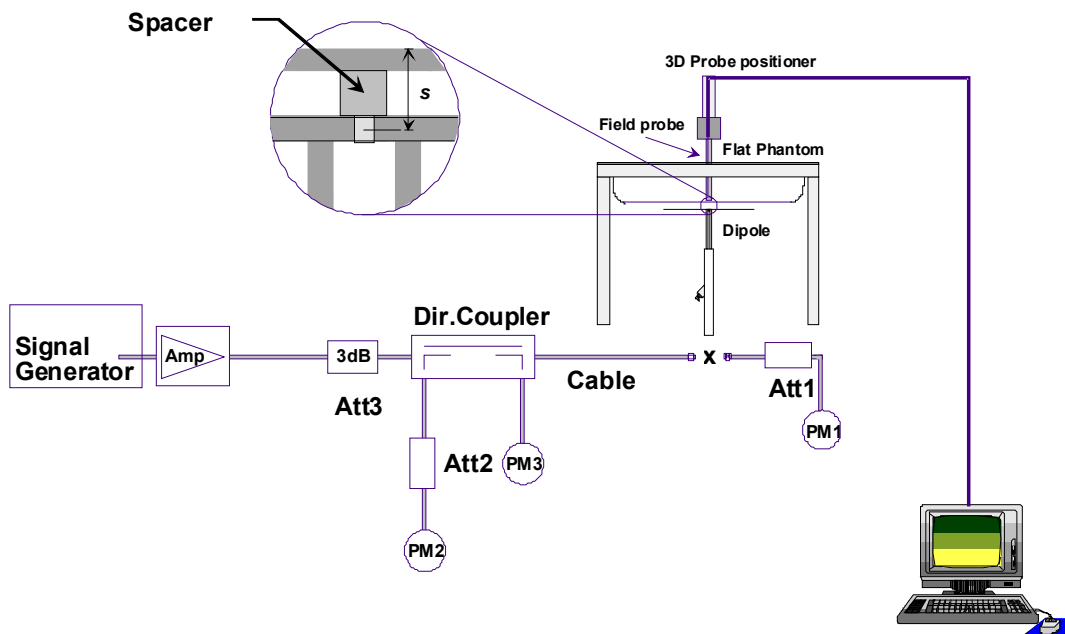 Spacer
s
3D Probe positioner
Field probe
Flat Phantom
Dipole
Dir.Coupler
Signal
Generator
Amp
3dB
Att3
Cable
x
Att1
PM1
Att2
PM3
PM2